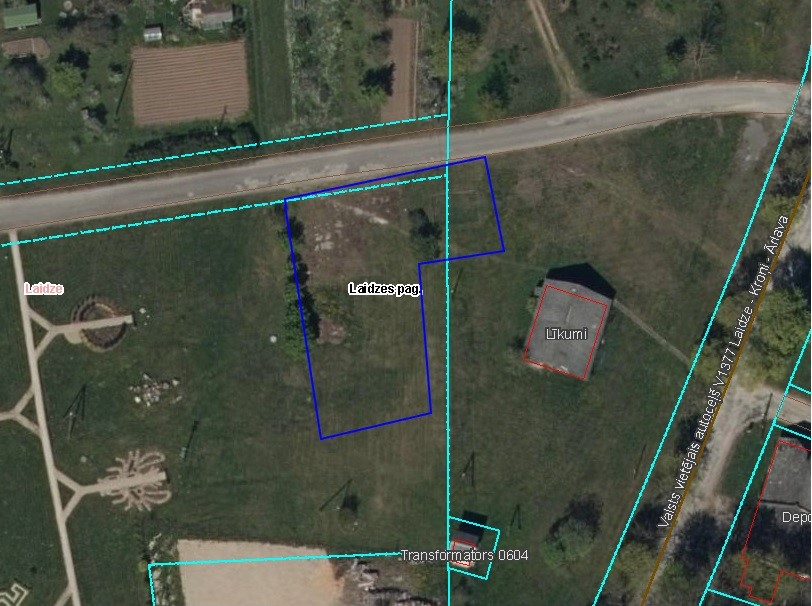 Laidze
Laidzes pag.
Līkumi
Valsts vietējais autoceļš V1377 Laidze - Kroņi - Ārlava
Depo
Transformators 0604